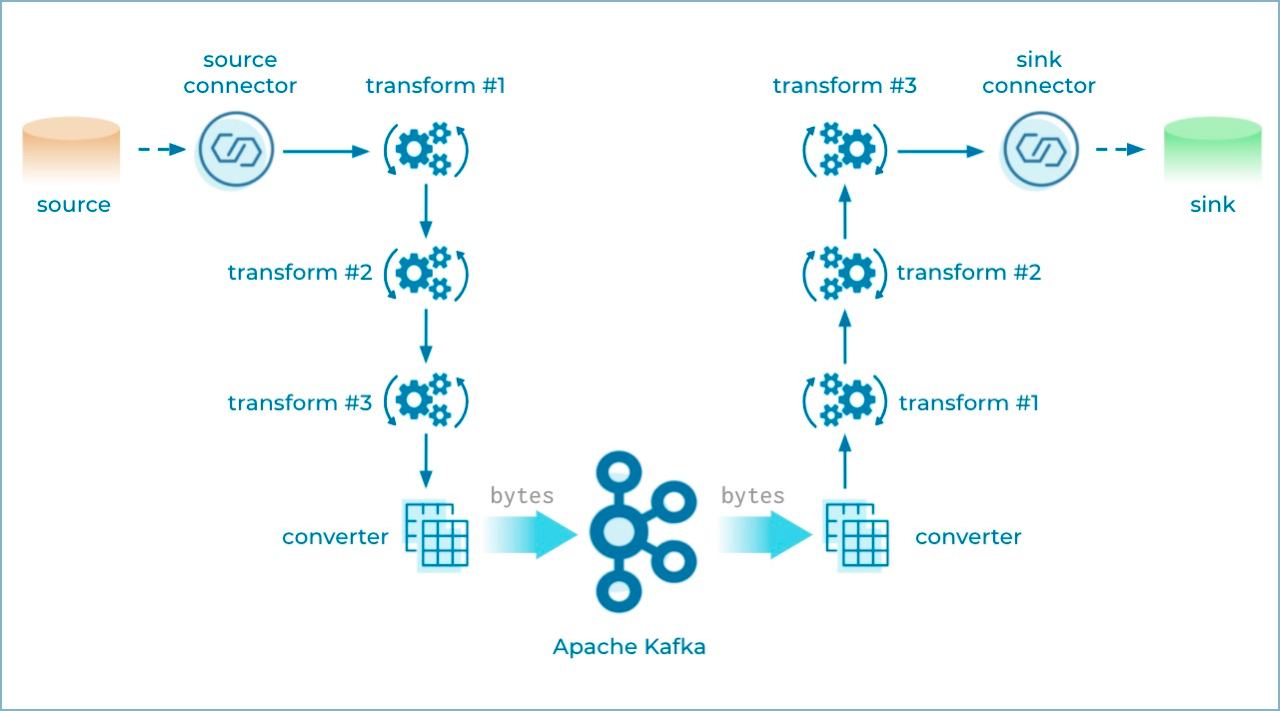 source
connector
transform #1
transform #3
sink
connector
source
sink
transform #2
transform #2
transform #3
transform #1
bytes
bytes
converter
converter
Apache Kafka